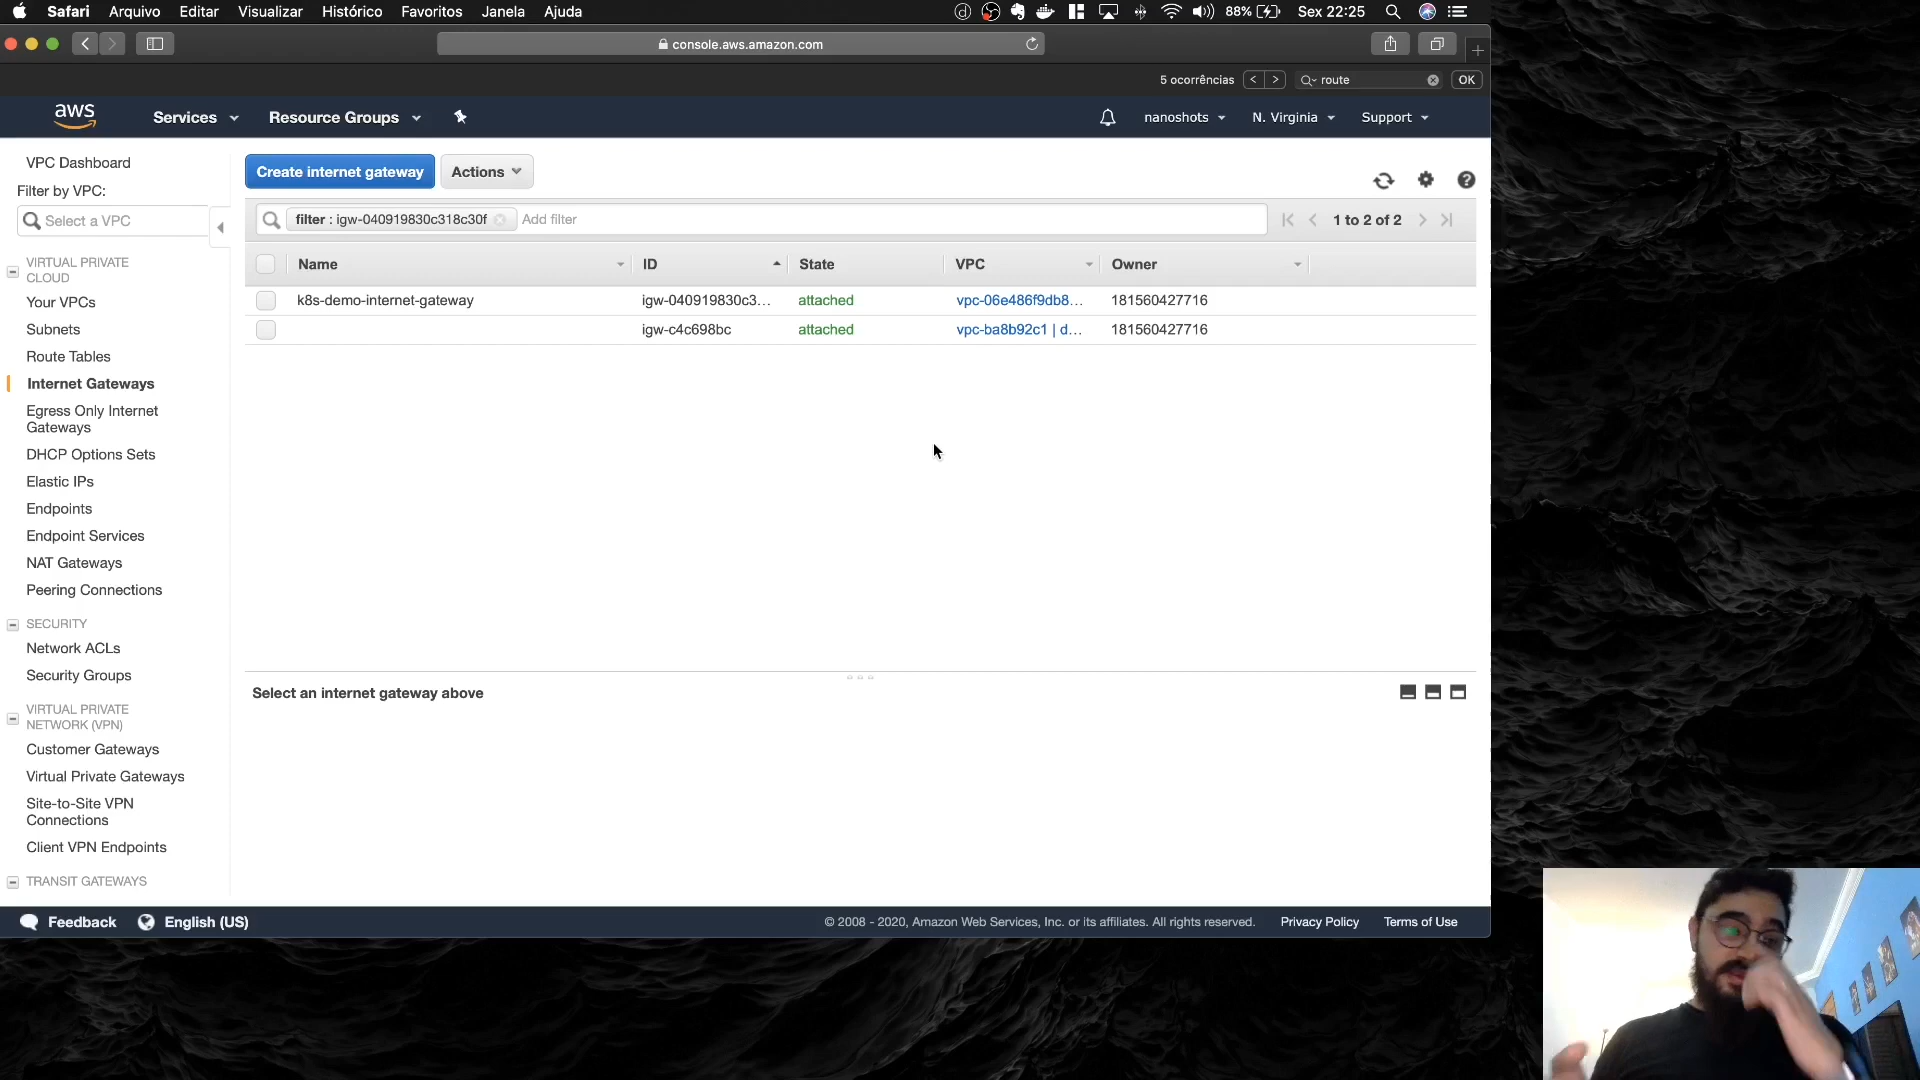 Safari Arquivo Editar Visualizar Histórico Favoritos Janela Ajuda 88% Sex 22:25
console.aws.amazon.com
5 ocorrências < > route OK
aws Services Resource Groups nanoshots N. Virginia Support
VPC Dashboard
Filter by VPC:
Select a VPC
VIRTUAL PRIVATE
CLOUD
Your VPCs
Subnets
Route Tables
Internet Gateways
Egress Only Internet
Gateways
DHCP Options Sets
Elastic IPs
Endpoints
Endpoint Services
NAT Gateways
Peering Connections
SECURITY
Network ACLs
Security Groups
VIRTUAL PRIVATE
NETWORK (VPN)
Customer Gateways
Virtual Private Gateways
Site-to-Site VPN
Connections
Client VPN Endpoints
TRANSIT GATEWAYS
Create internet gateway Actions
filter : igw-040919830c318c30f Add filter 1 to 2 of 2
Name ID State VPC Owner
k8s-demo-internet-gateway igw-040919830c3... attached vpc-06e486f9db8... 181560427716
igw-c4c698bc attached vpc-ba8b92c1 | d... 181560427716
Select an internet gateway above
Feedback English (US) © 2008 - 2020, Amazon Web Services, Inc. or its affiliates. All rights reserved. Privacy Policy Terms of Use